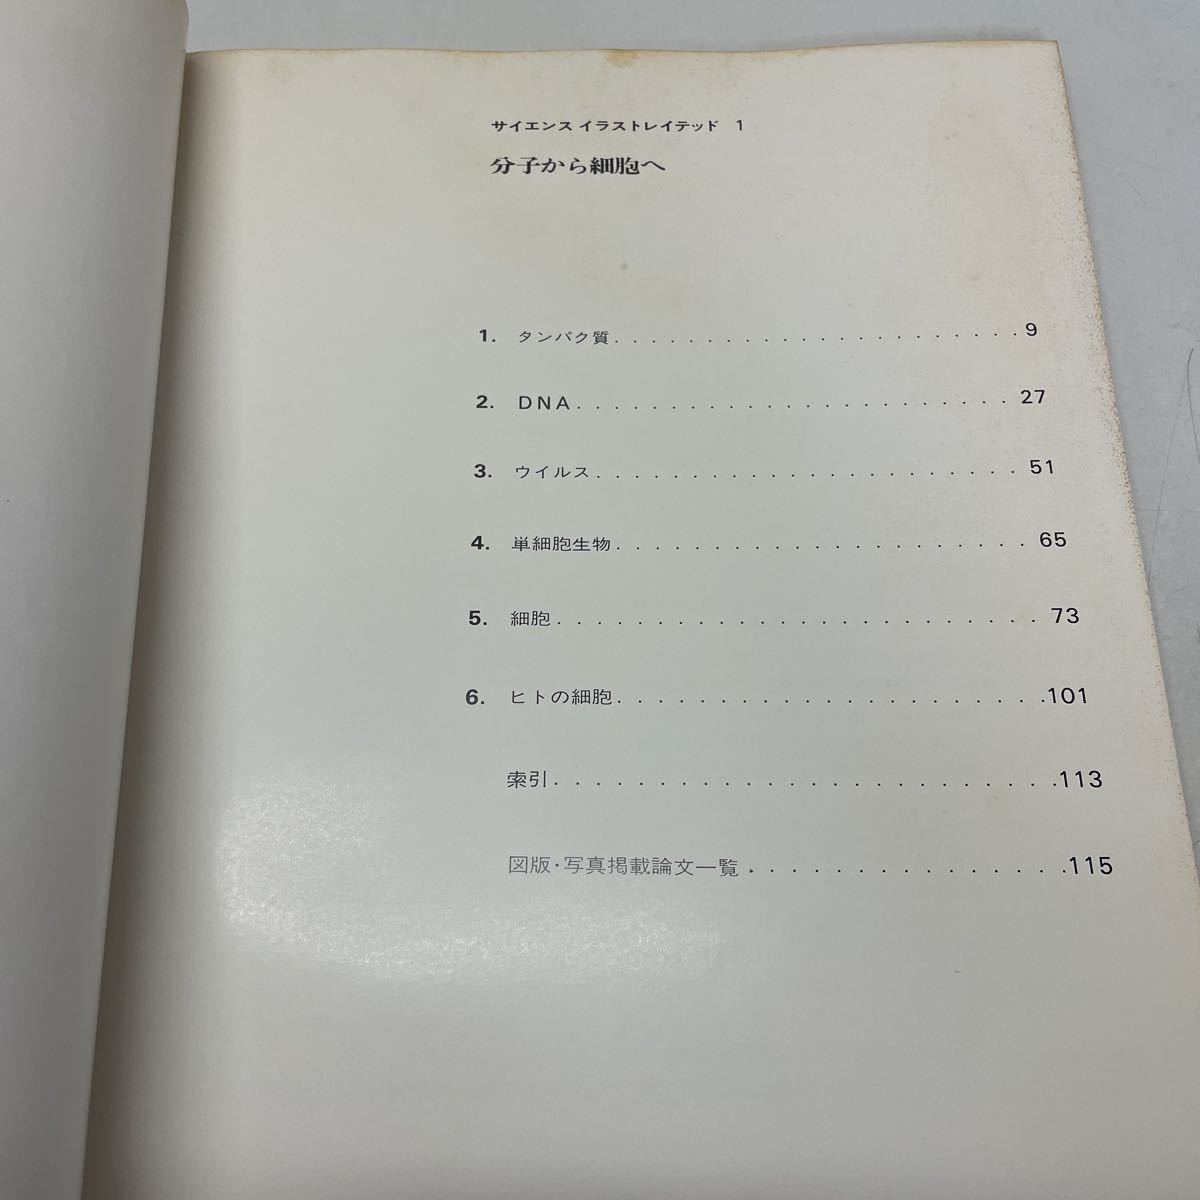 サイエンス イラストレイテッド 1
分子から細胞へ
1. タンパク質......................9
2. DNA.......................27
3. ウイルス.......................51
4. 単細胞生物......................65
5. 細胞.........................73
6. ヒトの細胞......................101
索引.........................113
図版・写真掲載論文一覧.................115